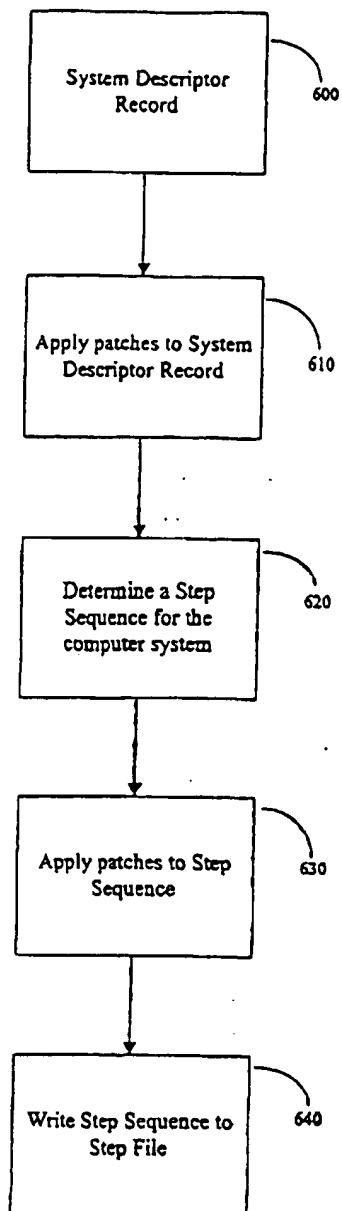 System Descriptor
Record
600
Apply patches to System
Descriptor Record
610
Determine a Step
Sequence for the
computer system
620
Apply patches to Step
Sequence
630
Write Step Sequence to
Step File
640